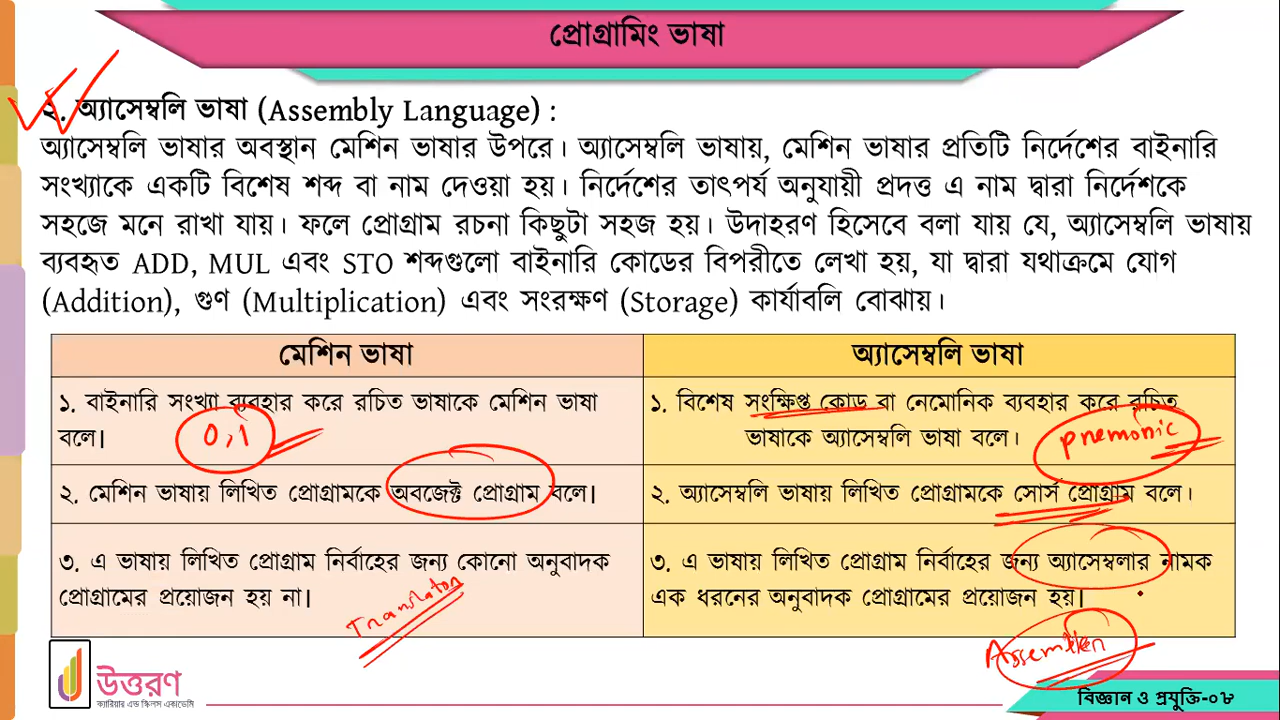 প্রোগ্রামিং ভাষা
২. অ্যাসেম্বলি ভাষা (Assembly Language) :
অ্যাসেম্বলি ভাষার অবস্থান মেশিন ভাষার উপরে। অ্যাসেম্বলি ভাষায়, মেশিন ভাষার প্রতিটি নির্দেশের বাইনারি
সংখ্যাকে একটি বিশেষ শব্দ বা নাম দেওয়া হয়। নির্দেশের তাৎপর্য অনুযায়ী প্রদত্ত এ নাম দ্বারা নির্দেশকে
সহজে মনে রাখা যায়। ফলে প্রোগ্রাম রচনা কিছুটা সহজ হয়। উদাহরণ হিসেবে বলা যায় যে, অ্যাসেম্বলি ভাষায়
ব্যবহৃত ADD, MUL এবং STO শব্দগুলো বাইনারি কোডের বিপরীতে লেখা হয়, যা দ্বারা যথাক্রমে যোগ
(Addition), গুণ (Multiplication) এবং সংরক্ষণ (Storage) কার্যাবলি বোঝায়।
মেশিন ভাষা
১. বাইনারি সংখ্যা ব্যবহার করে রচিত ভাষাকে মেশিন ভাষা
বলে।
0,1
২. মেশিন ভাষায় লিখিত প্রোগ্রামকে অবজেক্ট প্রোগ্রাম বলে।
৩. এ ভাষায় লিখিত প্রোগ্রাম নির্বাহের জন্য কোনো অনুবাদক
প্রোগ্রামের প্রয়োজন হয় না।
Translator
অ্যাসেম্বলি ভাষা
১. বিশেষ সংক্ষিপ্ত কোড বা নেমোনিক ব্যবহার করে রচিত
ভাষাকে অ্যাসেম্বলি ভাষা বলে।
pnemonic
২. অ্যাসেম্বলি ভাষায় লিখিত প্রোগ্রামকে সোর্স প্রোগ্রাম বলে।
৩. এ ভাষায় লিখিত প্রোগ্রাম নির্বাহের জন্য অ্যাসেম্বলার নামক
এক ধরনের অনুবাদক প্রোগ্রামের প্রয়োজন হয়।
উত্তরণ
ক্যারিয়ার এন্ড স্কিলস একাডেমি
বিজ্ঞান ও প্রযুক্তি-০৮